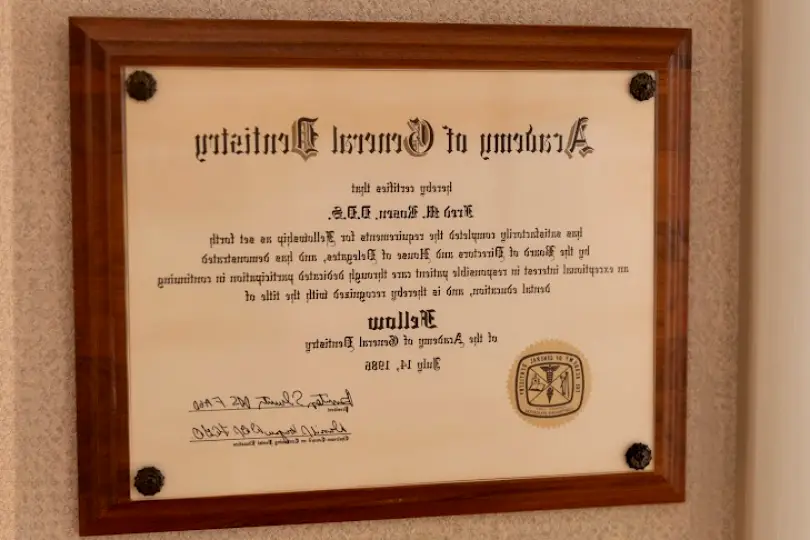 Academy of General Dentistry
hereby certifies that
Fred M. Rosen, D.D.S.
has satisfactorily completed the requirements for Fellowship as set forth
by the Board of Directors and House of Delegates, and has demonstrated
an exceptional interest in responsible patient care through dedicated participation in continuing
dental education, and is hereby recognized with the title of
Fellow
of the Academy of General Dentistry
July 14, 1986
President